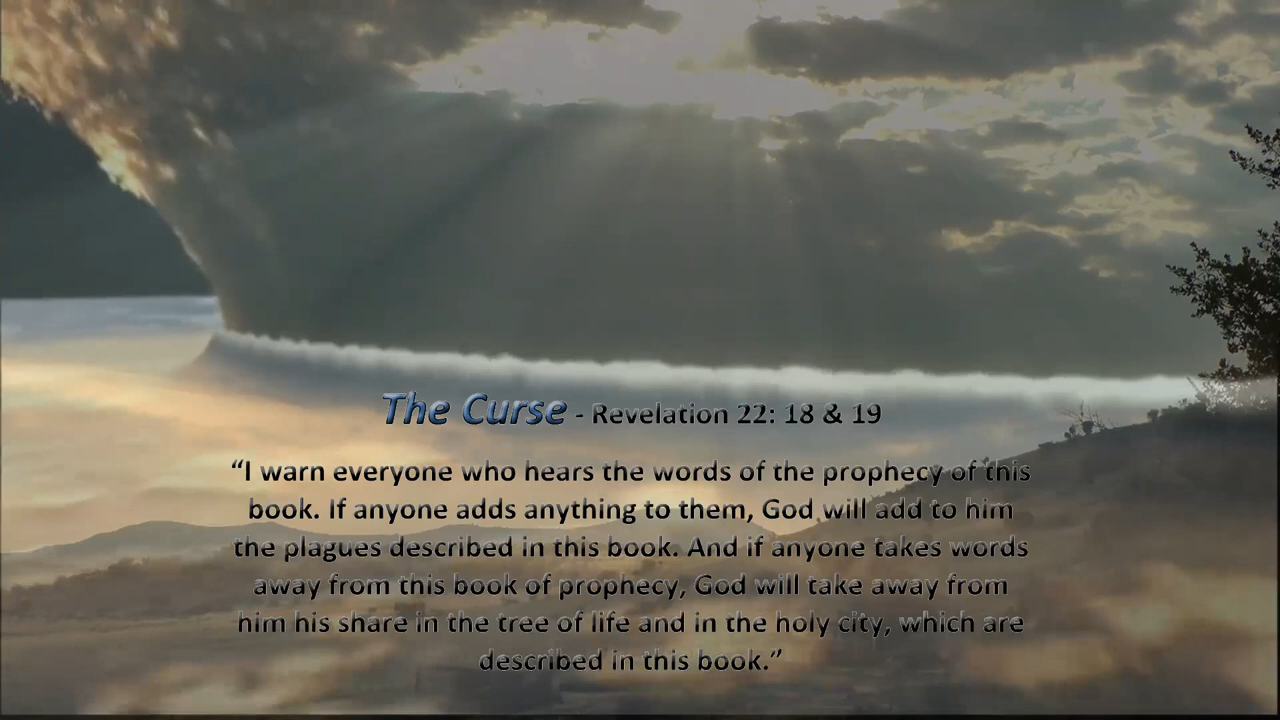 The Curse - Revelation 22: 18 & 19
“I warn everyone who hears the words of the prophecy of this
book. If anyone adds anything to them, God will add to him
the plagues described in this book. And if anyone takes words
away from this book of prophecy, God will take away from
him his share in the tree of life and in the holy city, which are
described in this book.”